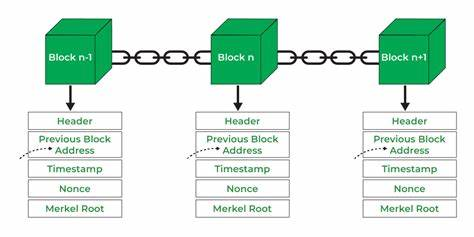 Block n-1
Block n
Block n+1
Header
Previous Block
Address
Timestamp
Nonce
Merkel Root
Header
Previous Block
Address
Timestamp
Nonce
Merkel Root
Header
Previous Block
Address
Timestamp
Nonce
Merkel Root